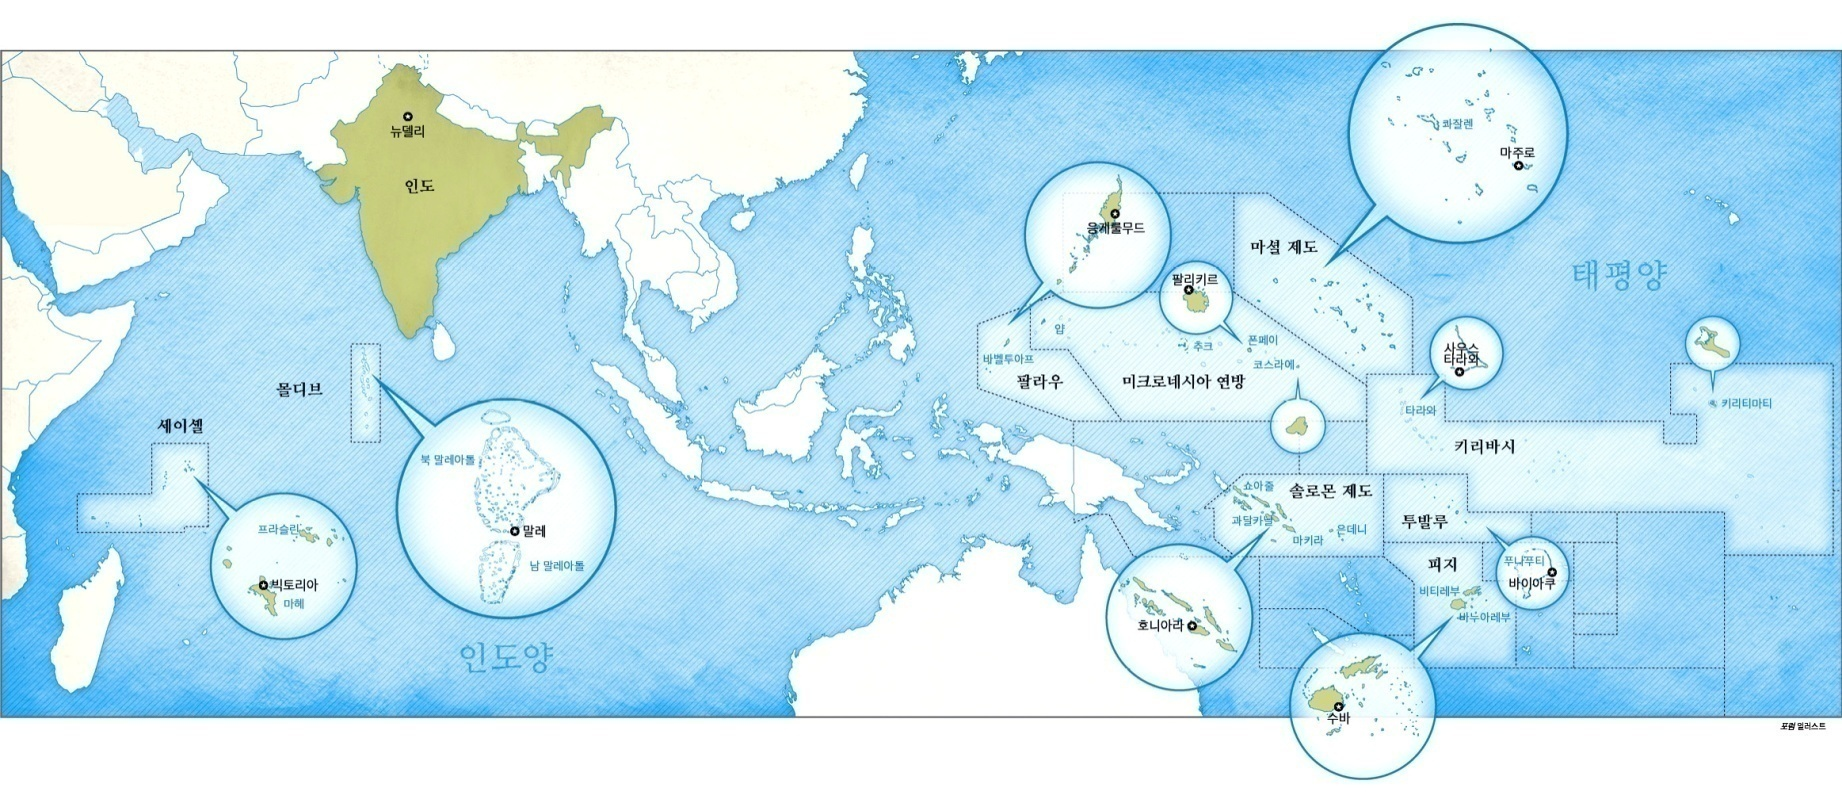 콰잘렌
마주로
뉴델리
인도
응게룰무드
마셜 제도
태평양
팔리키르
얍
추크
폰페이
코스라에
바벨투아프
팔라우
미크로네시아 연방
사우스
타라와
타라와
키리티마티
키리바시
몰디브
세이셸
북 말레아톨
말레
남 말레아톨
프라슬린
빅토리아
마헤
인도양
쇼아줄
솔로몬 제도
과달카날
마키라
은데니
투발루
피지
비티레부
바누아레부
푸나푸티
바이아쿠
호니아라
수바
포럼 일러스트